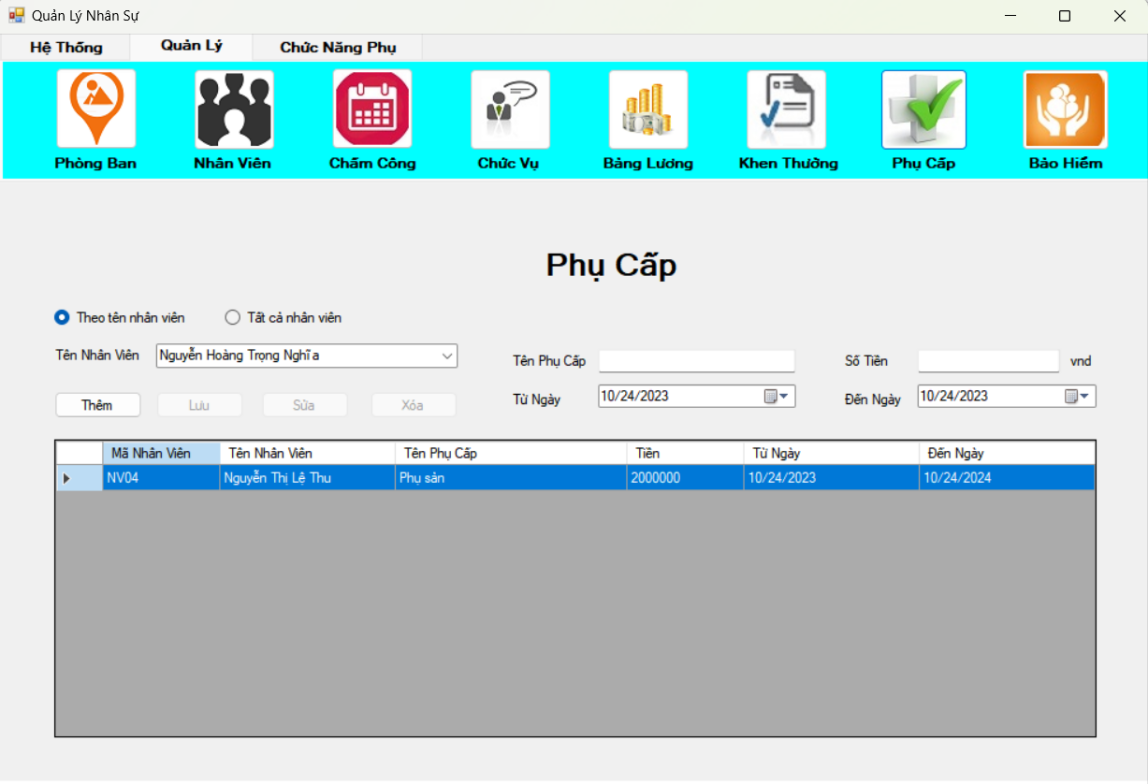 Quản Lý Nhân Sự
Hệ Thống Quản Lý Chức Năng Phụ
Phòng Ban Nhân Viên Chấm Công Chức Vụ Bảng Lương Khen Thưởng Phụ Cấp Bảo Hiểm
Phụ Cấp
Theo tên nhân viên Tất cả nhân viên
Tên Nhân Viên Nguyễn Hoàng Trọng Nghĩa
Tên Phụ Cấp Số Tiền vnd
Từ Ngày 10/24/2023 Đến Ngày 10/24/2023
Thêm Lưu Sửa Xóa
Mã Nhân Viên Tên Nhân Viên Tên Phụ Cấp Tiền Từ Ngày Đến Ngày
NV04 Nguyễn Thị Lệ Thu Phụ sản 2000000 10/24/2023 10/24/2024